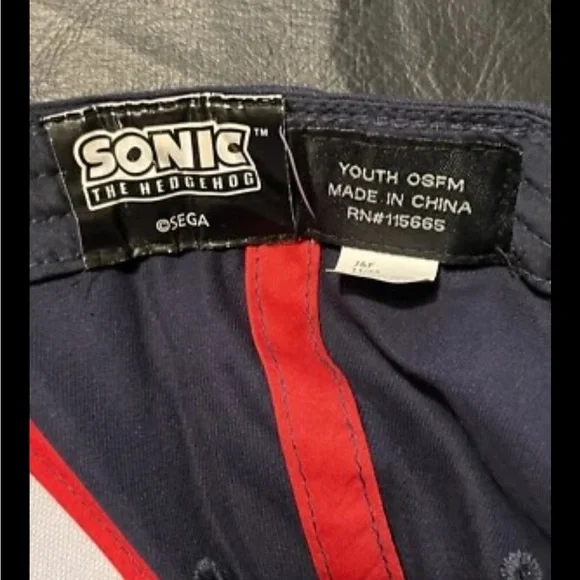 SONIC™
THE HEDGEHOG
©SEGA
YOUTH OSFM
MADE IN CHINA
RN#115665